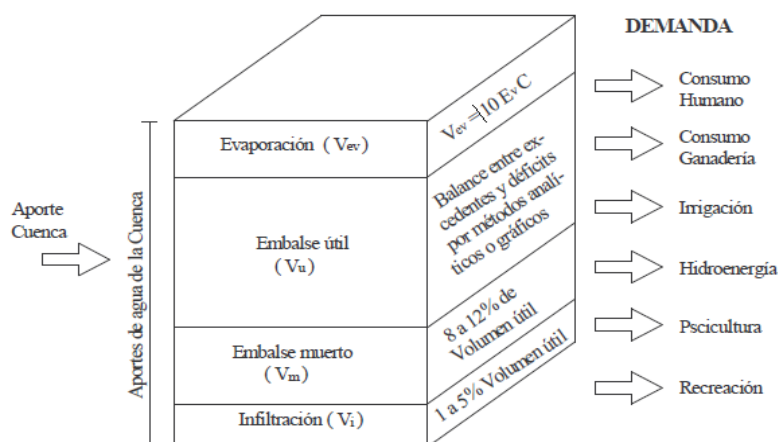 DEMANDA
Aporte
Cuenca
Aportes de agua de la Cuenca
Evaporación ( Vev)
Embalse útil
( Vu)
Embalse muerto
( Vm)
Infiltración ( Vi)
Vev = 10 Ev C
Balance entre ex-
cedentes y déficits
por métodos analí-
ticos o gráficos
8 a 12% de
Volumen útil
1 a 5% Volumen útil
Consumo
Humano
Consumo
Ganadería
Irrigación
Hidroenergía
Pscicultura
Recreación